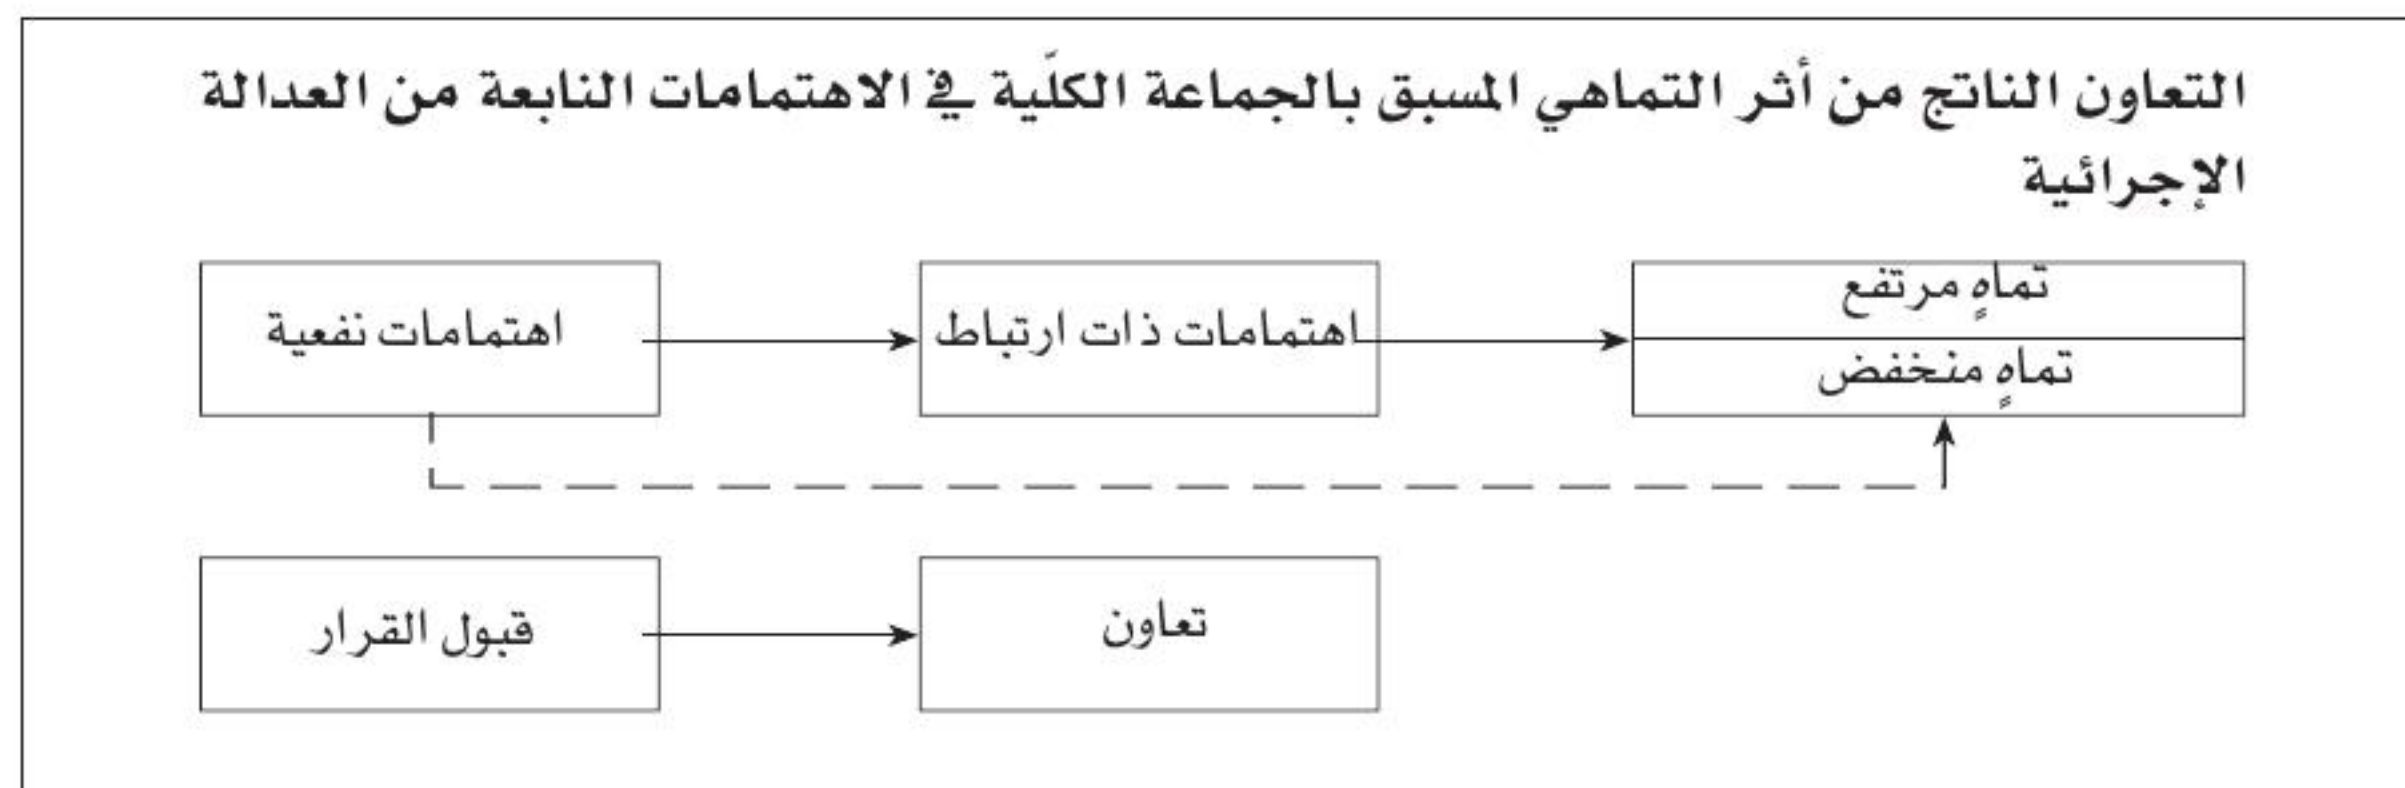 التعاون الناتج من أثر التماهي المسبق بالجماعة الكلّية في الاهتمامات النابعة من العدالة
الإجرائية
تماهٍ مرتفع
تماهٍ منخفض
اهتمامات ذات ارتباط
اهتمامات نفعية
تعاون
قبول القرار